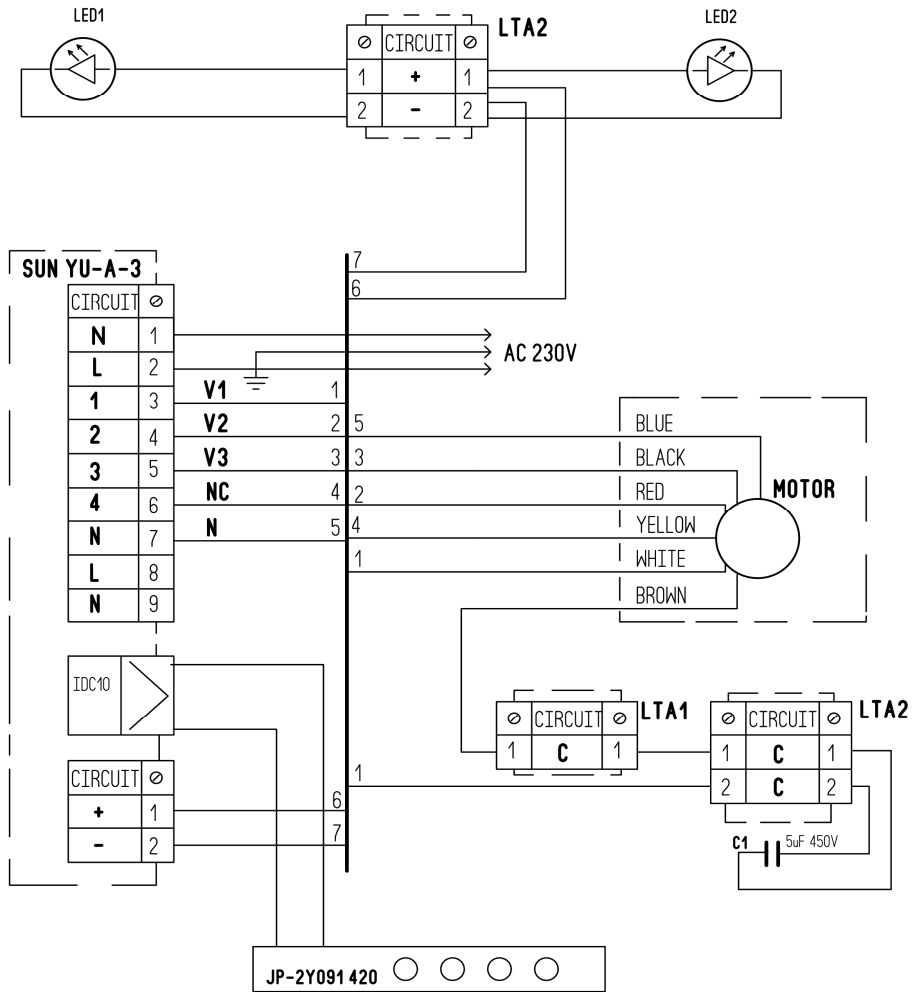 LED1
LTA2
LED2
CIRCUIT
1 + 1
2 - 2
SUN YU-A-3
7
6
CIRCUIT
N 1
L 2
AC 230V
1 3 V1 1
2 4 V2 2 5 BLUE
3 5 V3 3 3 BLACK
4 6 NC 4 2 RED
N 7 N 5 4 YELLOW
L 8 1 WHITE
N 9 BROWN
MOTOR
IDC10
CIRCUIT LTA1
1 C 1
CIRCUIT LTA2
1 C 1
2 C 2
1
CIRCUIT
+ 1 6
- 2 7
C1 5uF 450V
JP-2Y091 420